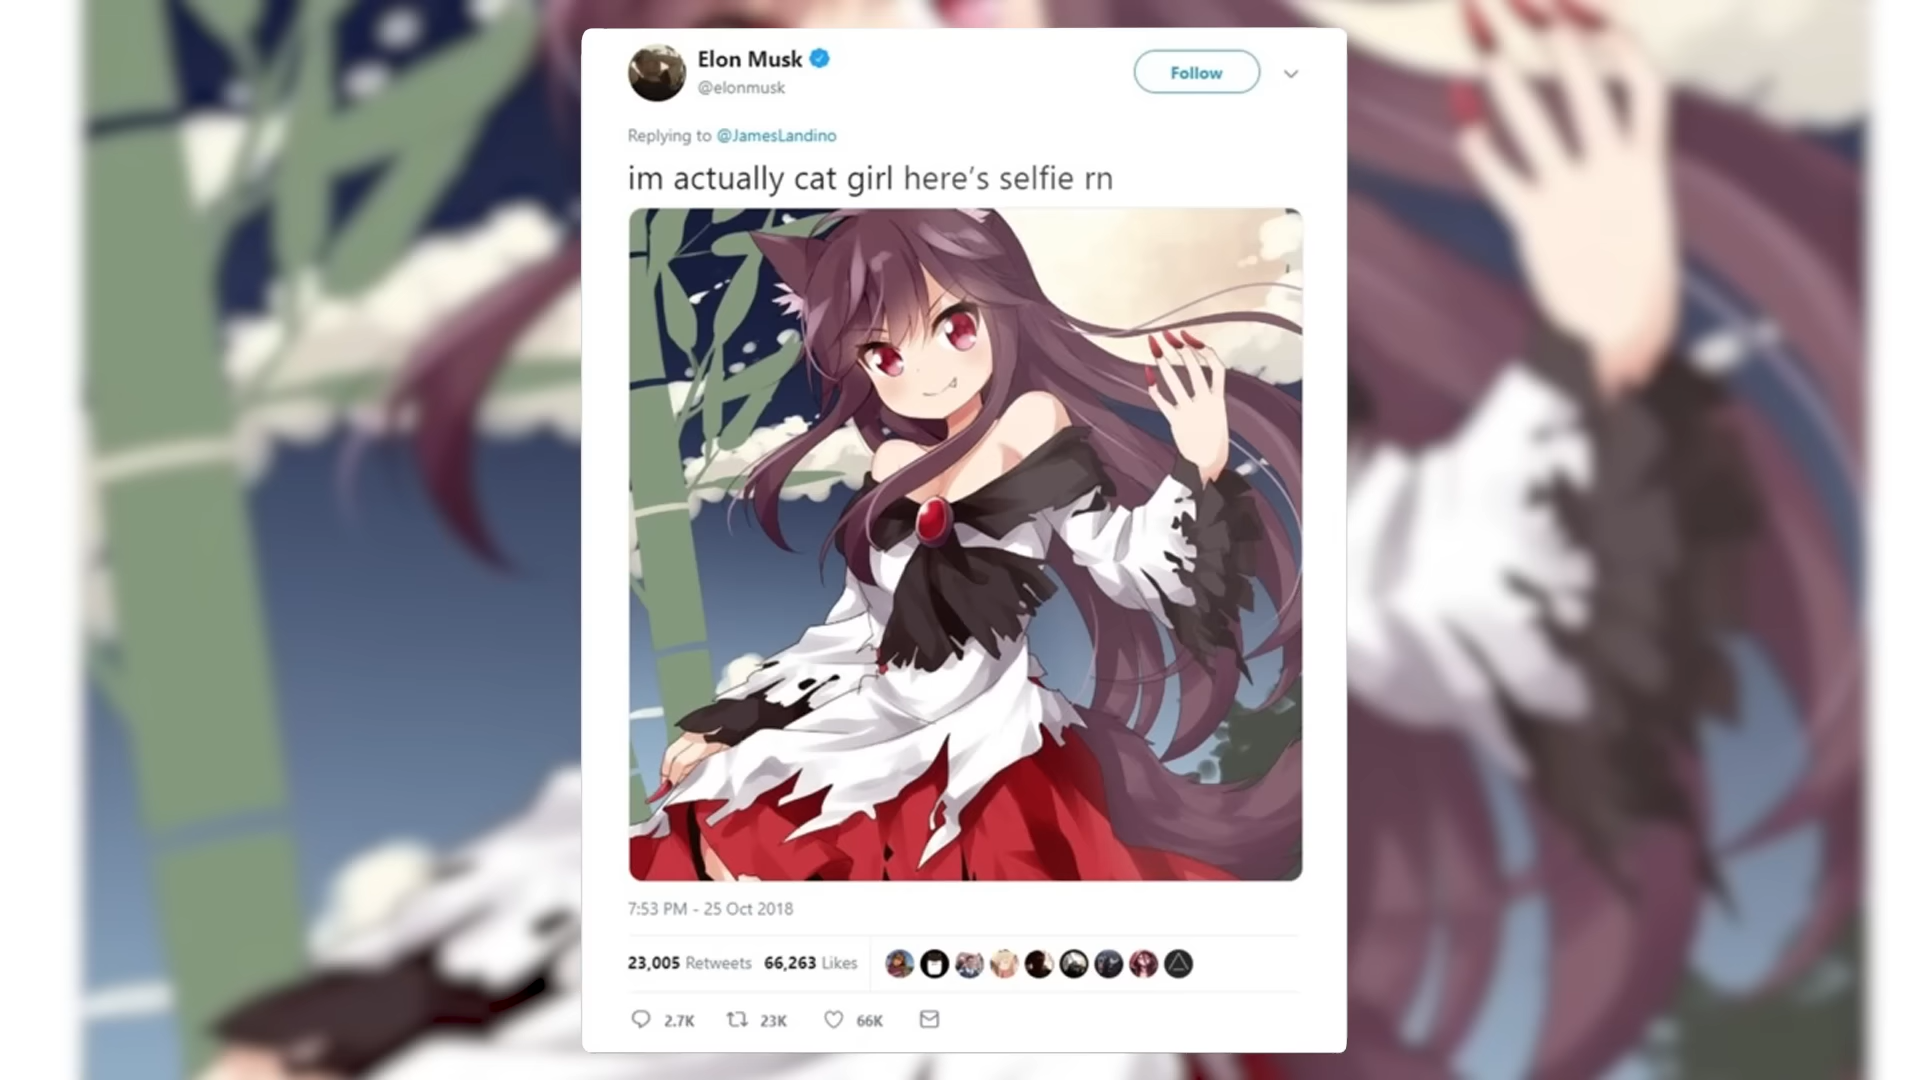 Elon Musk
@elonmusk
Follow
Replying to @JamesLandino
im actually cat girl here’s selfie rn
7:53 PM - 25 Oct 2018
23,005 Retweets 66,263 Likes
2.7K 23K 66K